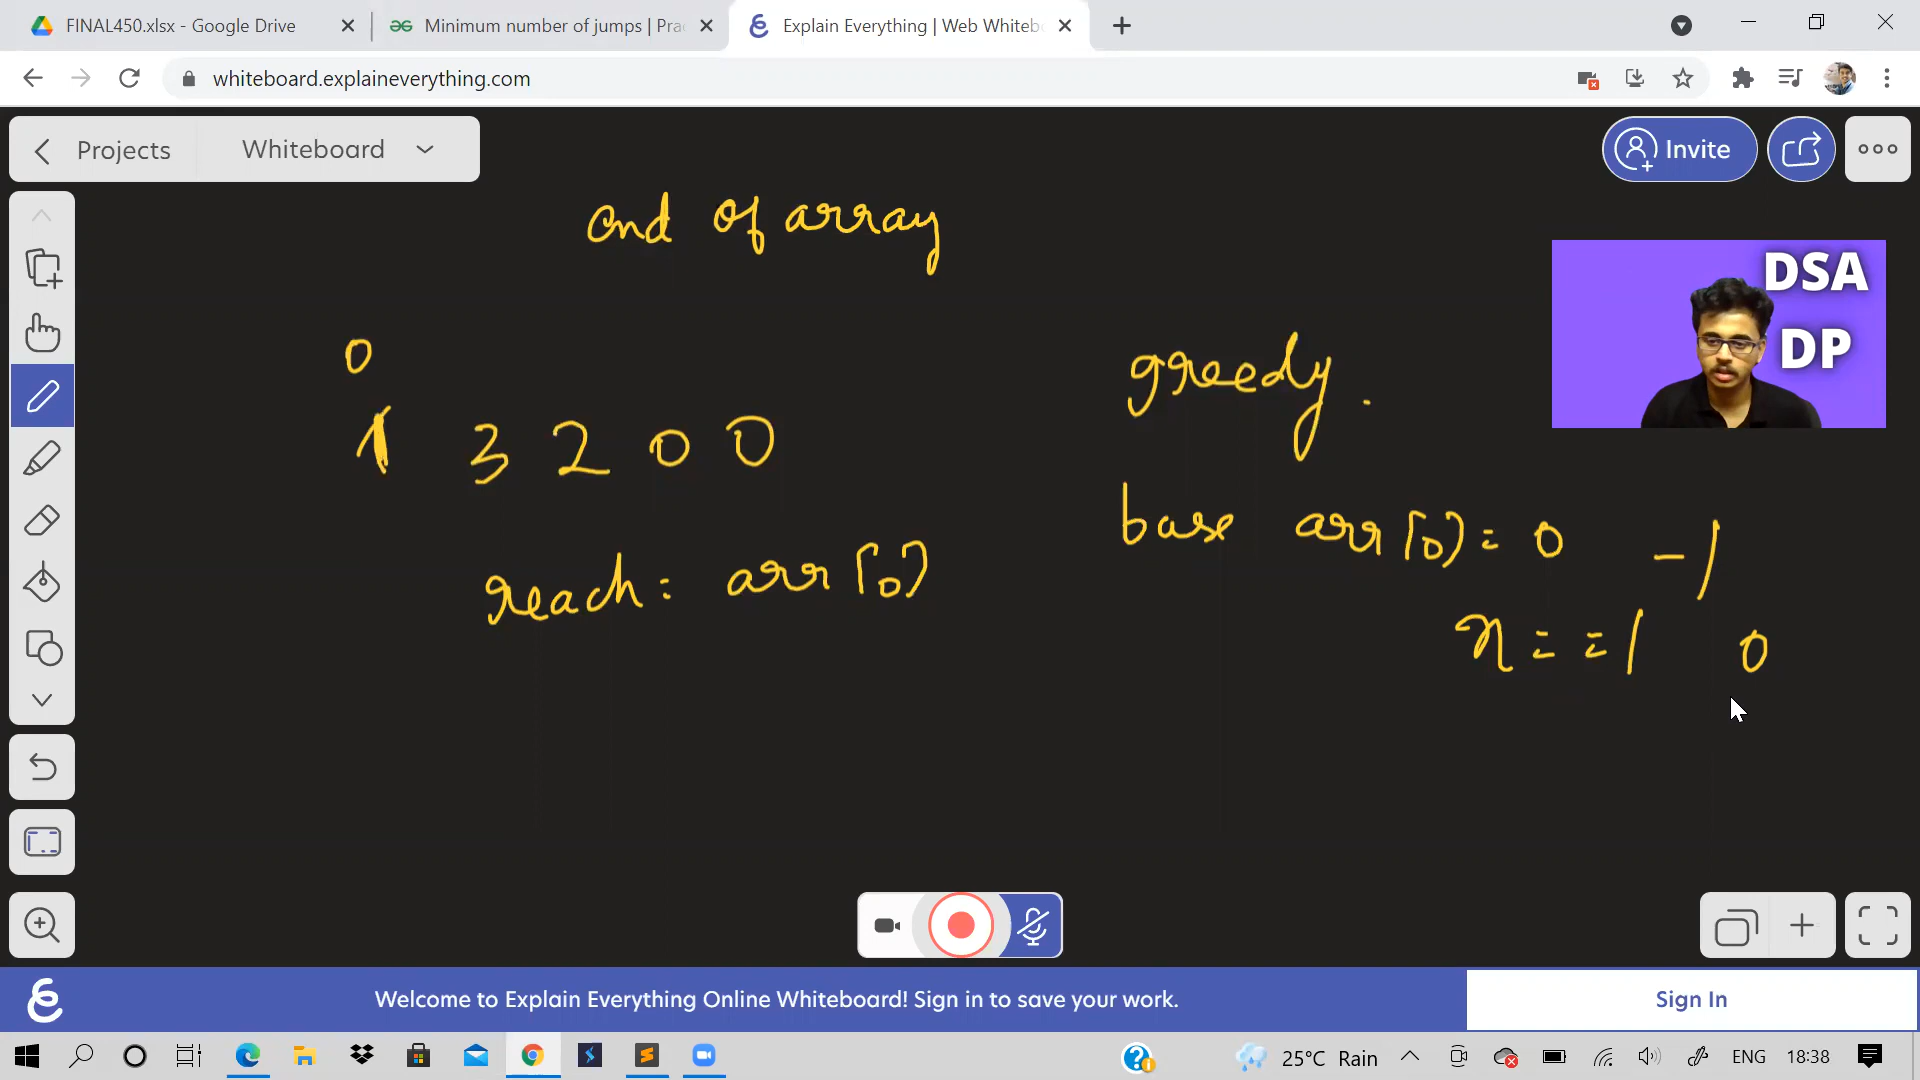 FINAL450.xlsx - Google Drive
Minimum number of jumps | Prac
Explain Everything | Web Whiteb
whiteboard.explaineverything.com
Projects Whiteboard
Invite
end of array
DSA
DP
0
greedy.
1 3 2 0 0
base arr[0] = 0 -1
reach: arr[0]
n = = 1 0
Welcome to Explain Everything Online Whiteboard! Sign in to save your work.
Sign In
25°C Rain
ENG
18:38